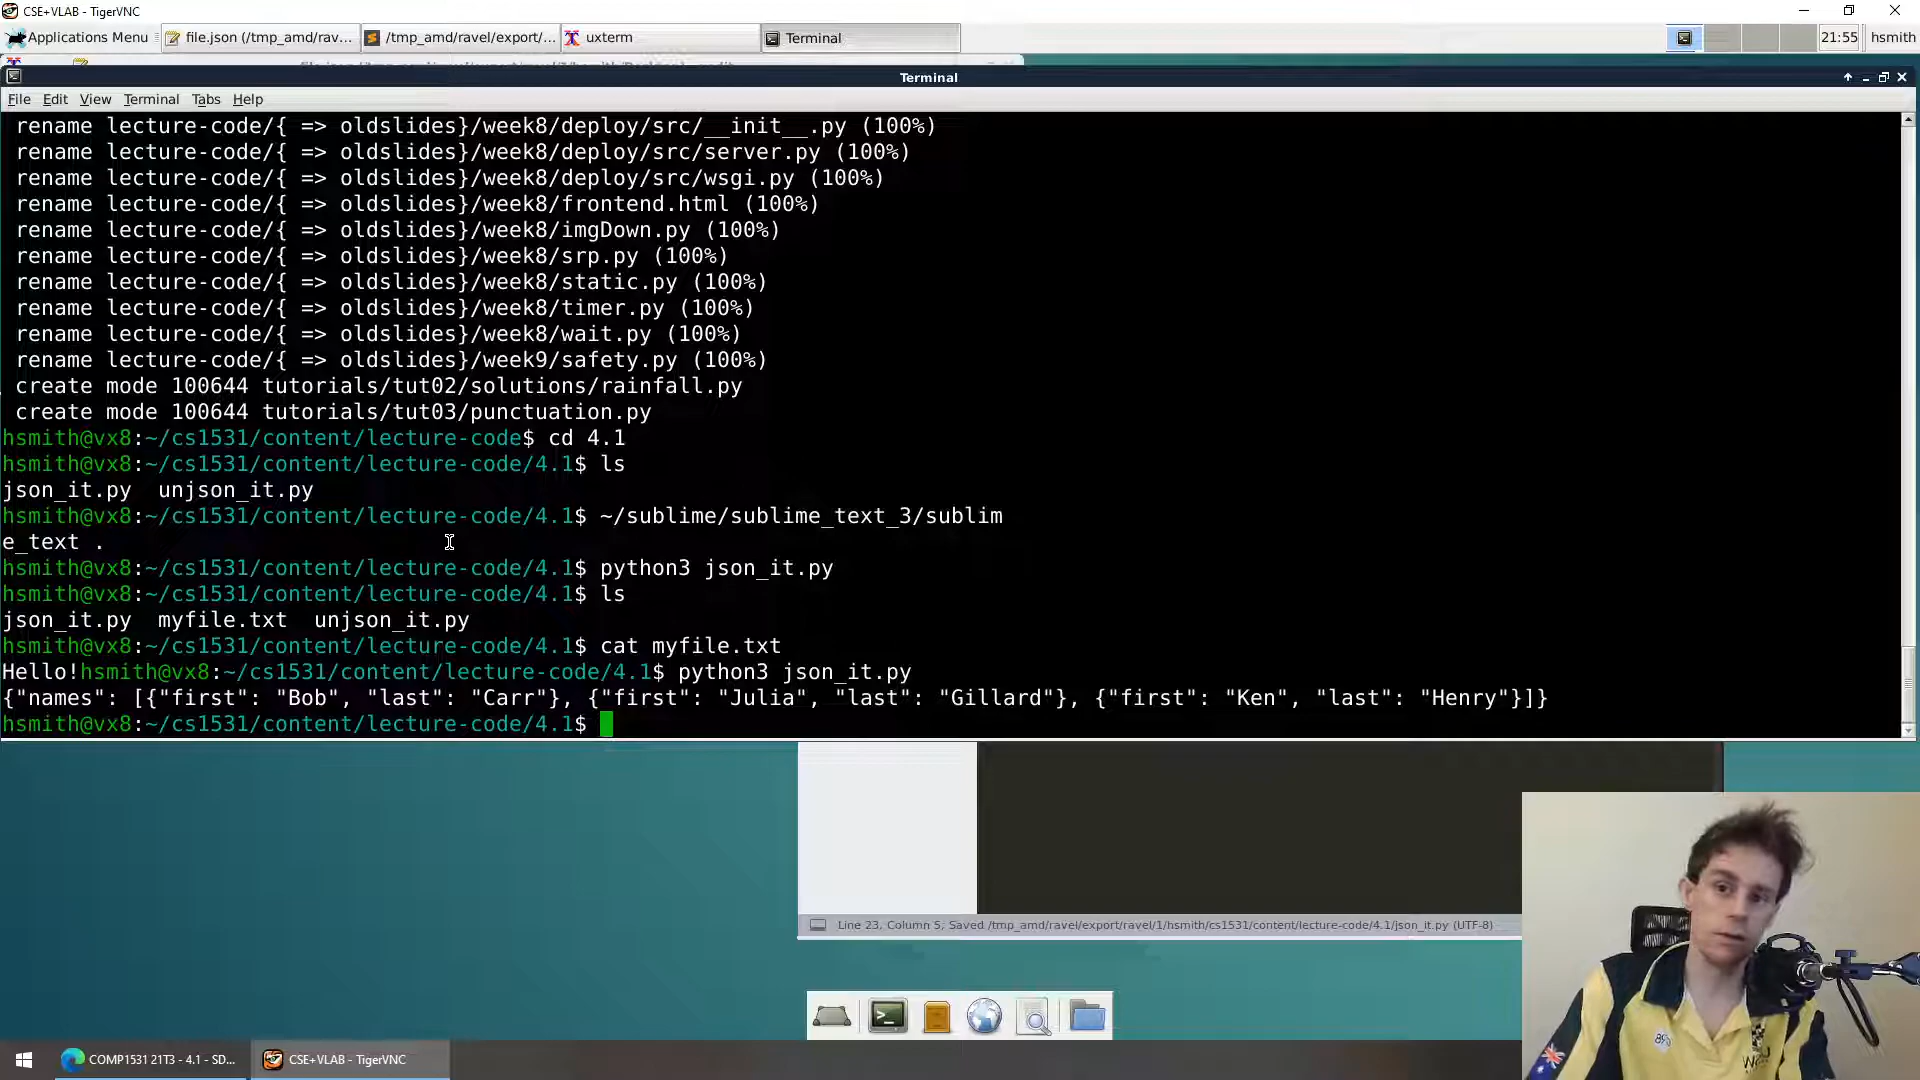 CSE+VLAB - TigerVNC
Applications Menu
file.json (/tmp_amd/rav...
/tmp_amd/ravel/export/...
uxterm
Terminal
21:55
hsmith
Terminal
File Edit View Terminal Tabs Help
rename lecture-code/{ => oldslides}/week8/deploy/src/__init__.py (100%)
rename lecture-code/{ => oldslides}/week8/deploy/src/server.py (100%)
rename lecture-code/{ => oldslides}/week8/deploy/src/wsgi.py (100%)
rename lecture-code/{ => oldslides}/week8/frontend.html (100%)
rename lecture-code/{ => oldslides}/week8/imgDown.py (100%)
rename lecture-code/{ => oldslides}/week8/srp.py (100%)
rename lecture-code/{ => oldslides}/week8/static.py (100%)
rename lecture-code/{ => oldslides}/week8/timer.py (100%)
rename lecture-code/{ => oldslides}/week8/wait.py (100%)
rename lecture-code/{ => oldslides}/week9/safety.py (100%)
create mode 100644 tutorials/tut02/solutions/rainfall.py
create mode 100644 tutorials/tut03/punctuation.py
hsmith@vx8:~/cs1531/content/lecture-code$ cd 4.1
hsmith@vx8:~/cs1531/content/lecture-code/4.1$ ls
json_it.py  unjson_it.py
hsmith@vx8:~/cs1531/content/lecture-code/4.1$ ~/sublime/sublime_text_3/sublim
e_text .
hsmith@vx8:~/cs1531/content/lecture-code/4.1$ python3 json_it.py
hsmith@vx8:~/cs1531/content/lecture-code/4.1$ ls
json_it.py  myfile.txt  unjson_it.py
hsmith@vx8:~/cs1531/content/lecture-code/4.1$ cat myfile.txt
Hello!hsmith@vx8:~/cs1531/content/lecture-code/4.1$ python3 json_it.py
{"names": [{"first": "Bob", "last": "Carr"}, {"first": "Julia", "last": "Gillard"}, {"first": "Ken", "last": "Henry"}]}
hsmith@vx8:~/cs1531/content/lecture-code/4.1$
Line 23, Column 5, Saved /tmp_amd/ravel/export/ravel/1/hsmith/cs1531/content/lecture-code/4.1/json_it.py (UTF-8)
COMP1531 21T3 - 4.1 - SD...
CSE+VLAB - TigerVNC